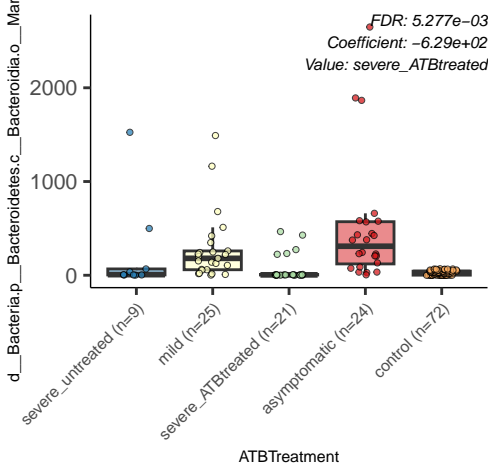 FDR: 5.277e−03
Coefficient: −6.29e+02
Value: severe_ATBtreated
d__Bacteria.p__Bacteroidetes.c__Bacteroidia.o__Mar
2000
1000
0
severe_untreated (n=9)
mild (n=25)
severe_ATBtreated (n=21)
asymptomatic (n=24)
control (n=72)
ATBTreatment